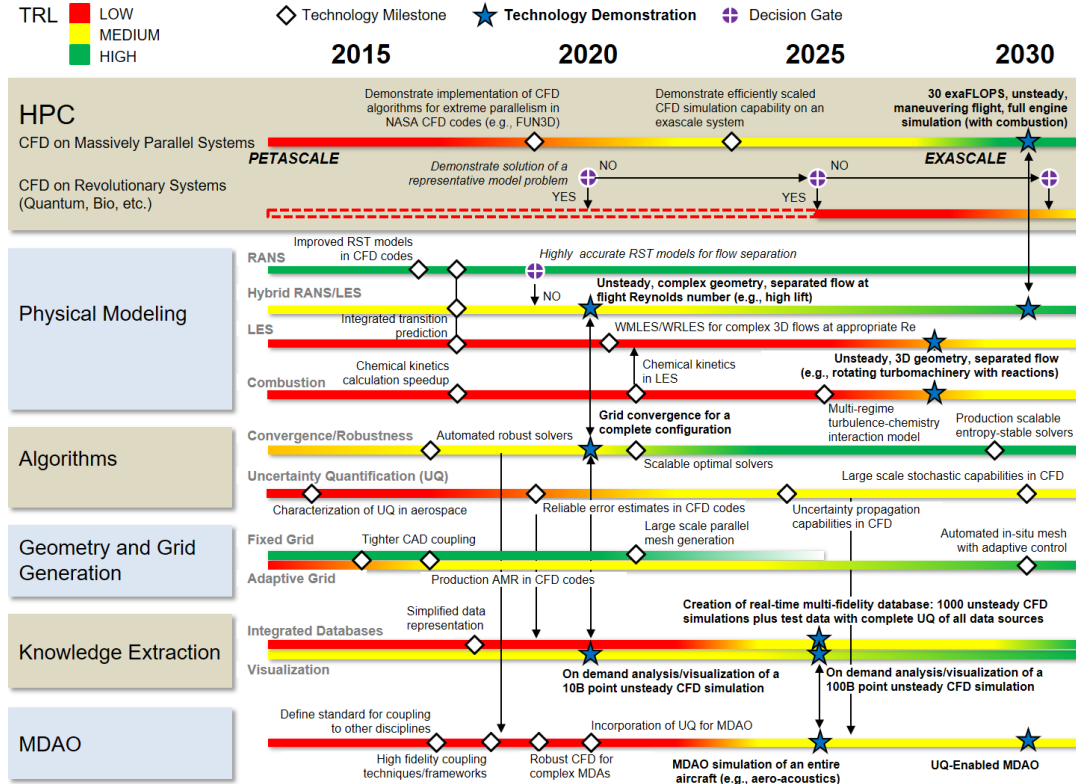 TRL
LOW
MEDIUM
HIGH
Technology Milestone
Technology Demonstration
Decision Gate
2015
2020
2025
2030
HPC
CFD on Massively Parallel Systems
CFD on Revolutionary Systems
(Quantum, Bio, etc.)
Demonstrate implementation of CFD
algorithms for extreme parallelism in
NASA CFD codes (e.g., FUN3D)
Demonstrate efficiently scaled
CFD simulation capability on an
exascale system
30 exaFLOPS, unsteady,
maneuvering flight, full engine
simulation (with combustion)
PETASCALE
EXASCALE
Demonstrate solution of a
representative model problem
NO
NO
YES
YES
Physical Modeling
RANS
Improved RST models
in CFD codes
Highly accurate RST models for flow separation
Hybrid RANS/LES
NO
Unsteady, complex geometry, separated flow at
flight Reynolds number (e.g., high lift)
Integrated transition
prediction
LES
WMLES/WRLES for complex 3D flows at appropriate Re
Chemical kinetics
calculation speedup
Chemical kinetics
in LES
Unsteady, 3D geometry, separated flow
(e.g., rotating turbomachinery with reactions)
Combustion
Multi-regime
turbulence-chemistry
interaction model
Algorithms
Convergence/Robustness
Automated robust solvers
Grid convergence for a
complete configuration
Scalable optimal solvers
Production scalable
entropy-stable solvers
Uncertainty Quantification (UQ)
Characterization of UQ in aerospace
Reliable error estimates in CFD codes
Uncertainty propagation
capabilities in CFD
Large scale stochastic capabilities in CFD
Geometry and Grid
Generation
Fixed Grid
Tighter CAD coupling
Large scale parallel
mesh generation
Automated in-situ mesh
with adaptive control
Adaptive Grid
Production AMR in CFD codes
Knowledge Extraction
Integrated Databases
Simplified data
representation
Creation of real-time multi-fidelity database: 1000 unsteady CFD
simulations plus test data with complete UQ of all data sources
Visualization
On demand analysis/visualization of a
10B point unsteady CFD simulation
On demand analysis/visualization of a
100B point unsteady CFD simulation
MDAO
Define standard for coupling
to other disciplines
Incorporation of UQ for MDAO
High fidelity coupling
techniques/frameworks
Robust CFD for
complex MDAs
MDAO simulation of an entire
aircraft (e.g., aero-acoustics)
UQ-Enabled MDAO